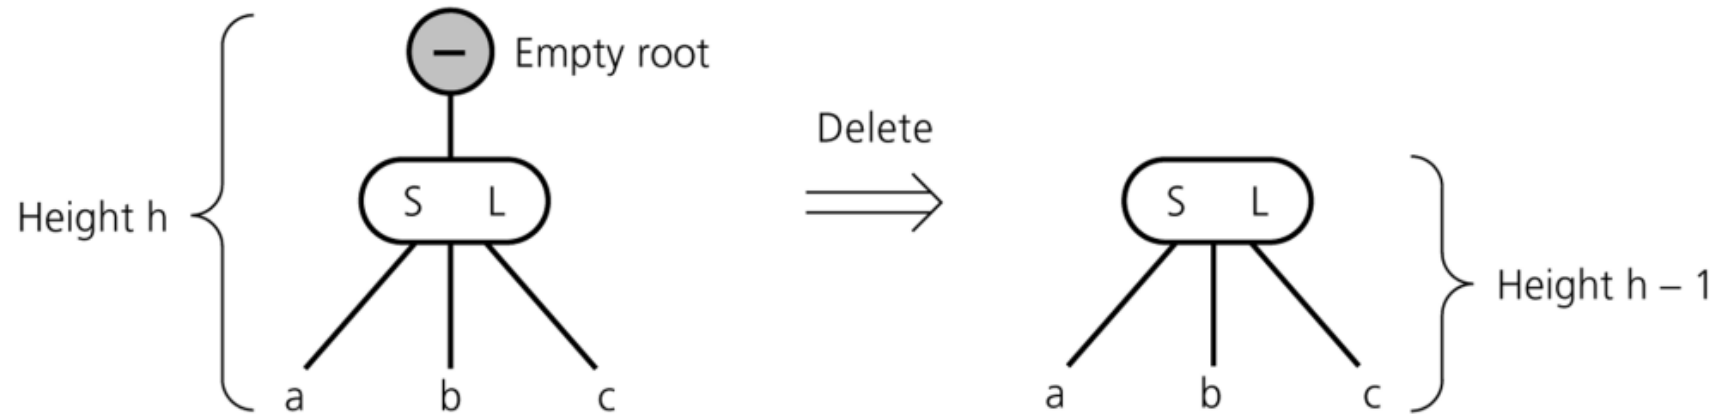 –
Empty root
Delete
S L
S L
Height h
Height h – 1
a b c
a b c